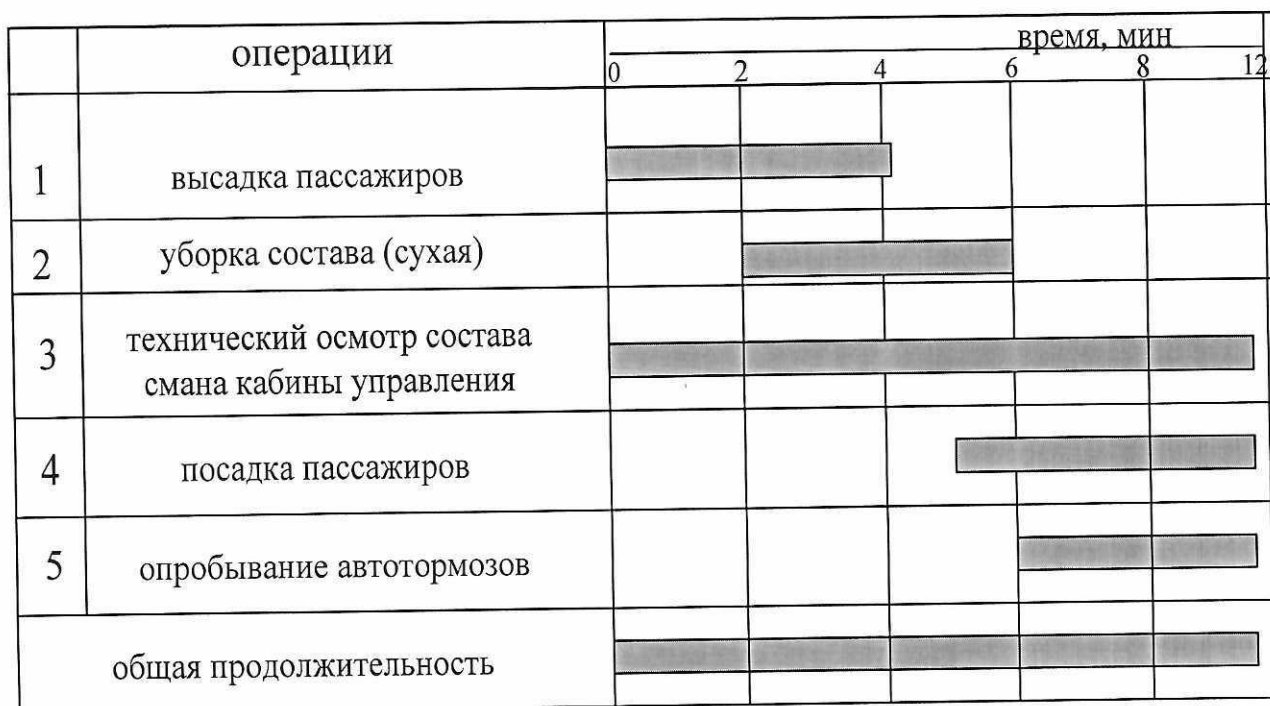 операции
время, мин
0 2 4 6 8 12
1 высадка пассажиров
2 уборка состава (сухая)
3 технический осмотр состава
смана кабины управления
4 посадка пассажиров
5 опробывание автотормозов
общая продолжительность